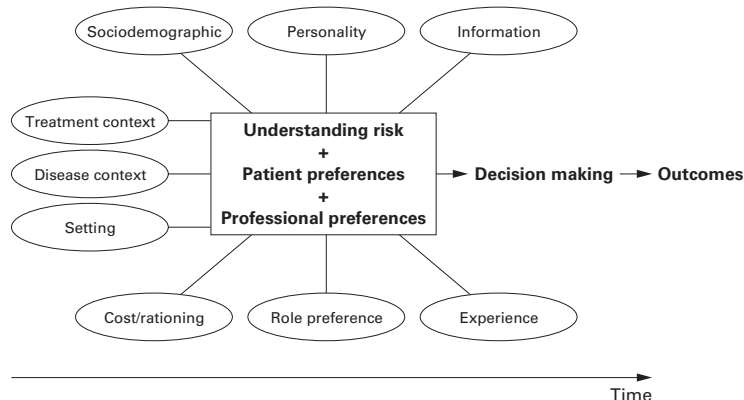 Sociodemographic
Personality
Information
Treatment context
Disease context
Setting
Understanding risk
+
Patient preferences
+
Professional preferences
Decision making
Outcomes
Cost/rationing
Role preference
Experience
Time